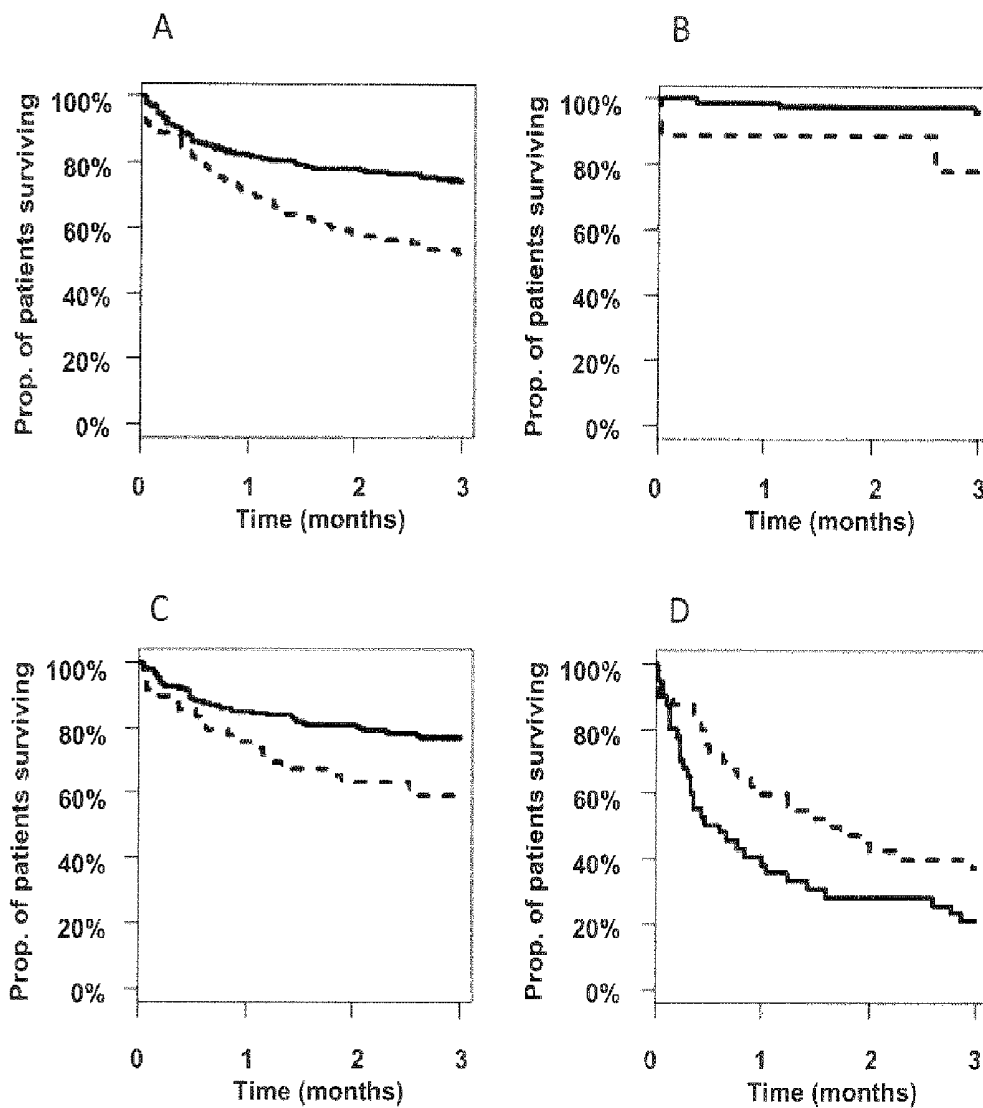 A
Prop. of patients surviving
100%
80%
60%
40%
20%
0%
0 1 2 3
Time (months)
B
Prop. of patients surviving
100%
80%
60%
40%
20%
0%
0 1 2 3
Time (months)
C
Prop. of patients surviving
100%
80%
60%
40%
20%
0%
0 1 2 3
Time (months)
D
Prop. of patients surviving
100%
80%
60%
40%
20%
0%
0 1 2 3
Time (months)